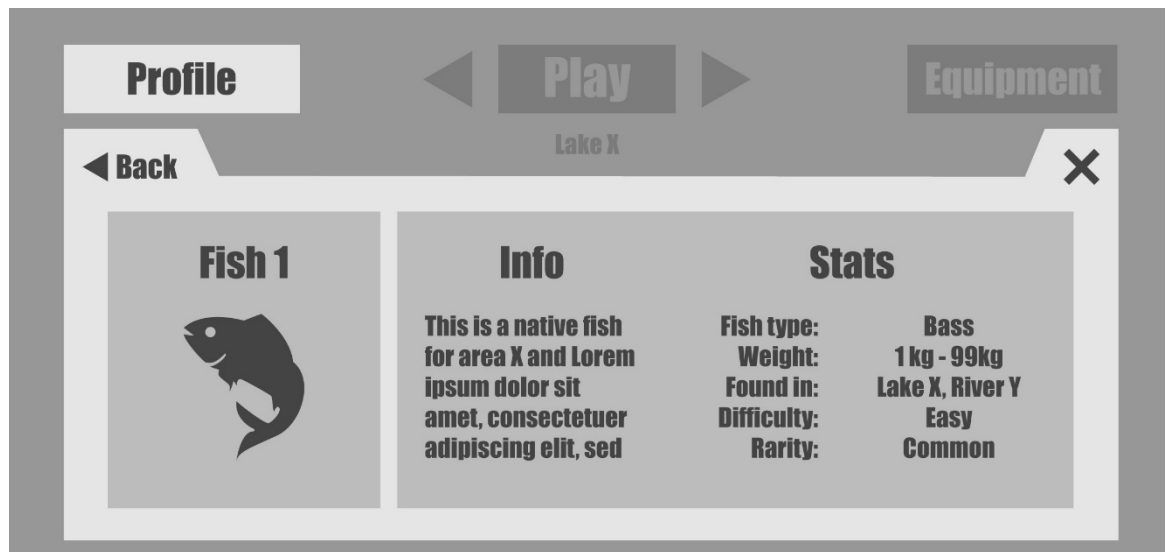 Profile
Play
Equipment
Lake X
Back
Fish 1
Info
This is a native fish
for area X and Lorem
ipsum dolor sit
amet, consectetuer
adipiscing elit, sed
Stats
Fish type: Bass
Weight: 1 kg - 99kg
Found in: Lake X, River Y
Difficulty: Easy
Rarity: Common